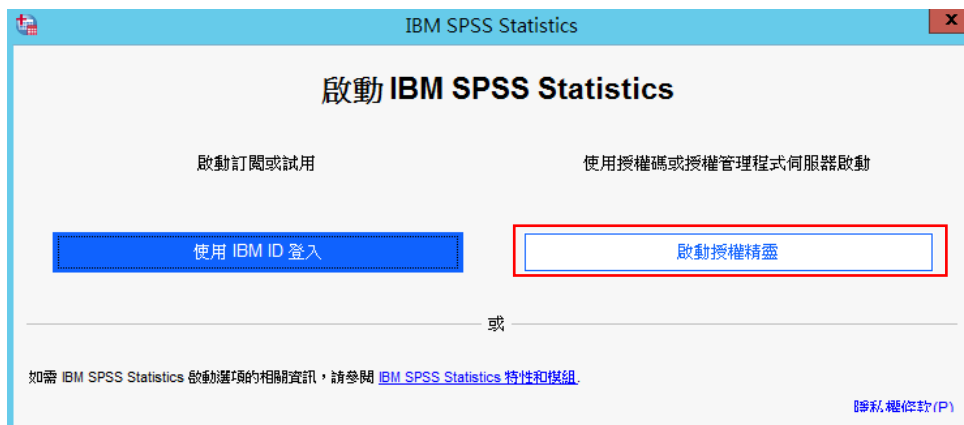 IBM SPSS Statistics
x
啟動 IBM SPSS Statistics
啟動訂閱或試用
使用授權碼或授權管理程式伺服器啟動
使用 IBM ID 登入
啟動授權精靈
或
如需 IBM SPSS Statistics 啟動選項的相關資訊，請參閱 IBM SPSS Statistics 特性和模組.
隱私權條款(P)